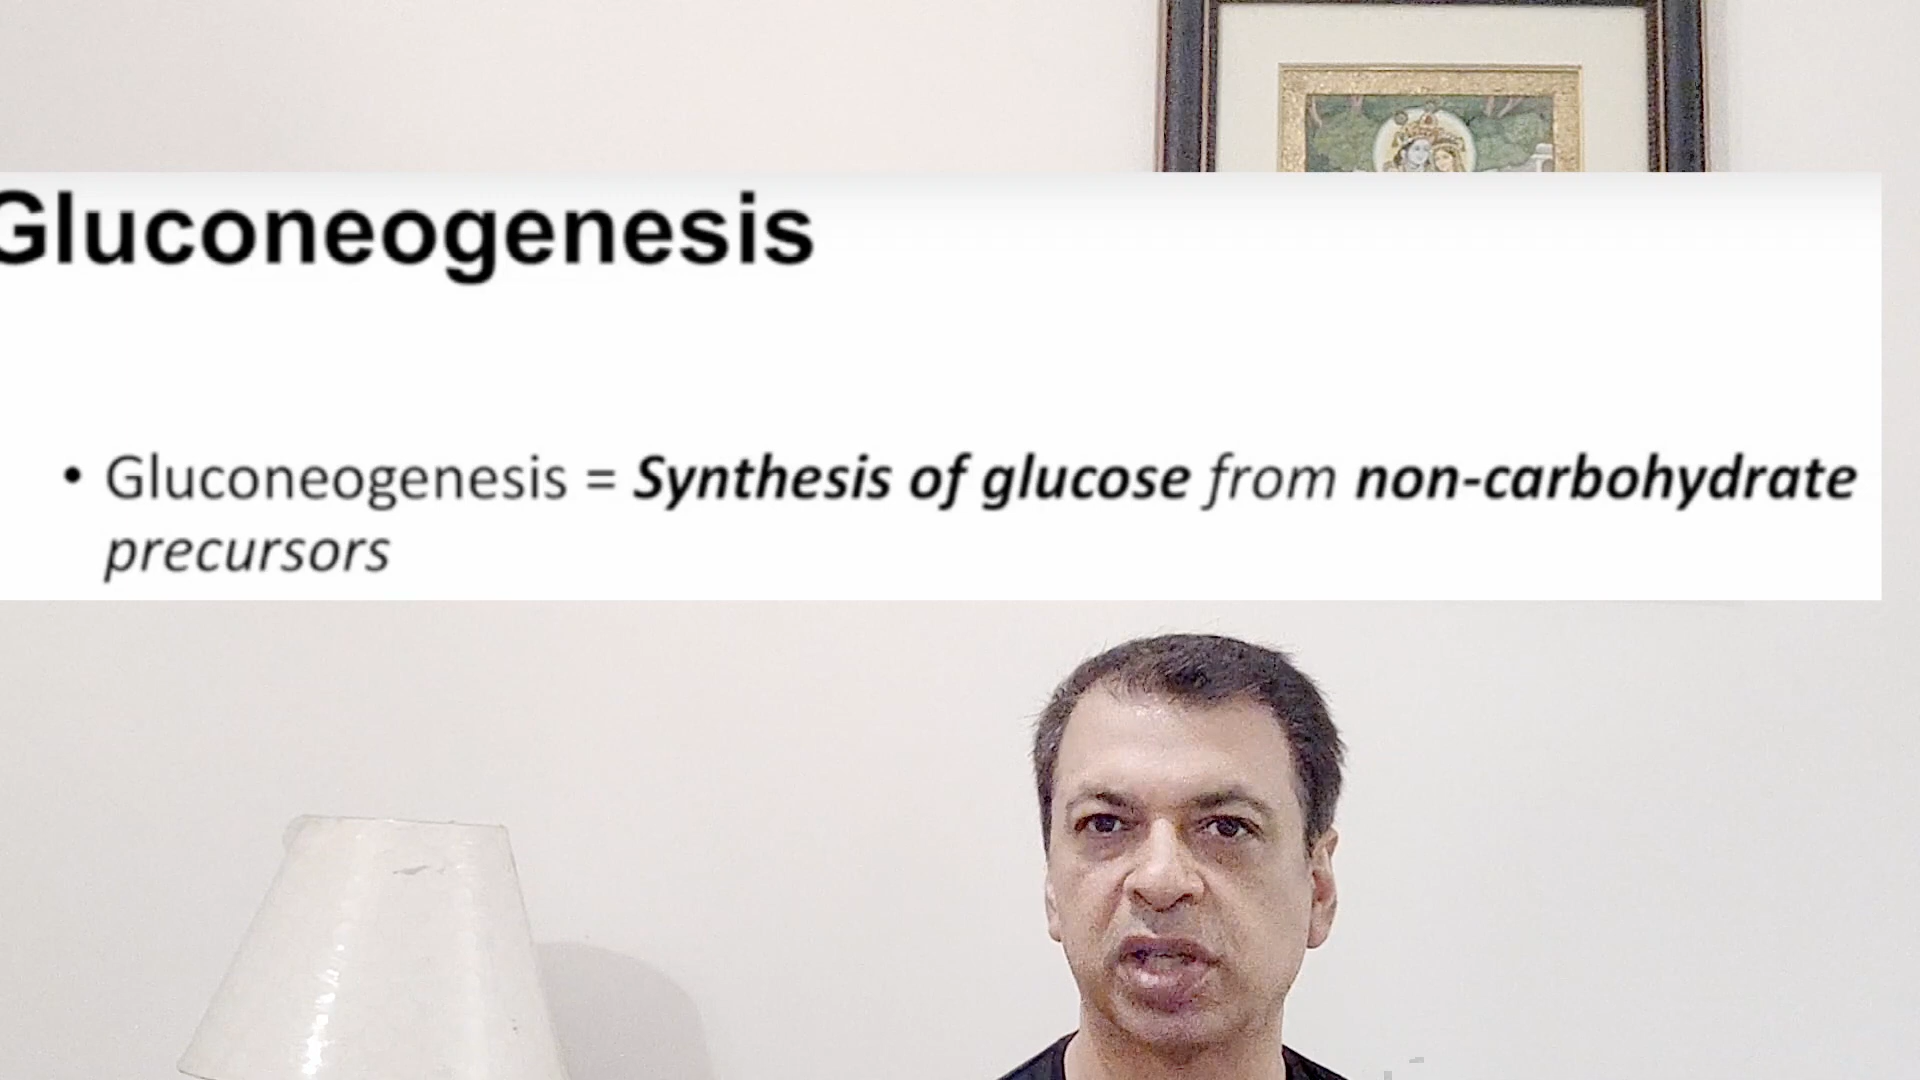 Gluconeogenesis
• Gluconeogenesis = Synthesis of glucose from non-carbohydrate
precursors